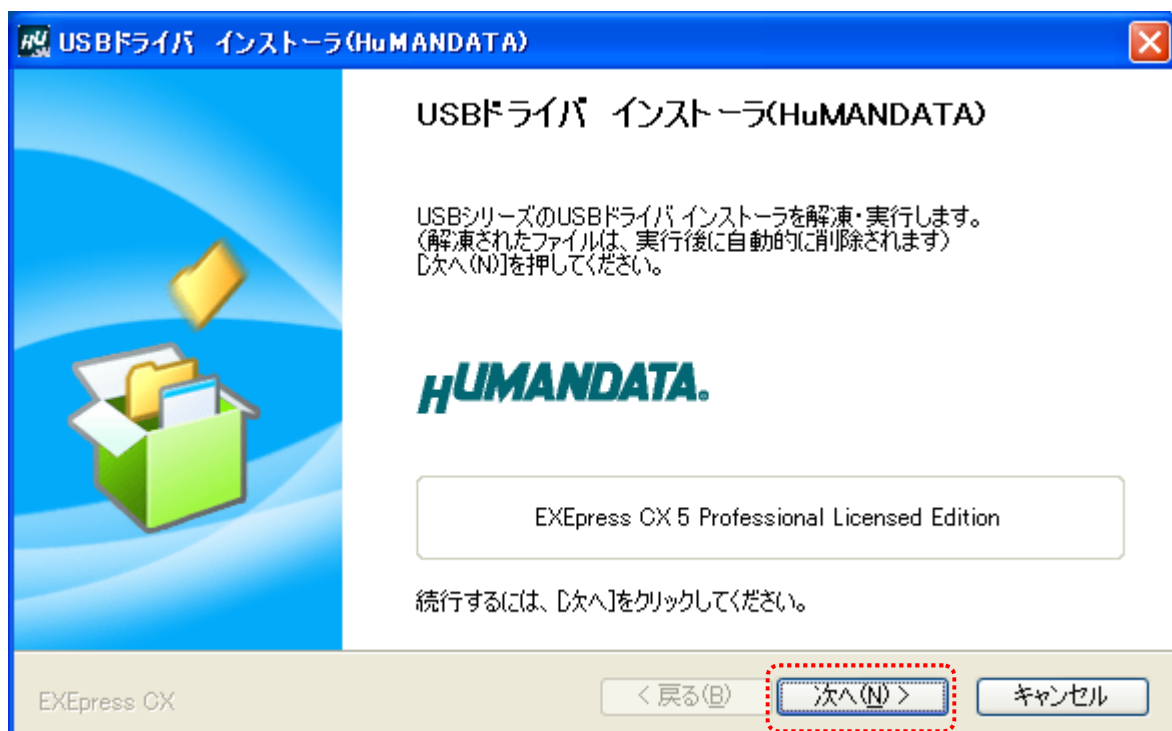 USBドライバ インストーラ(HuMANDATA)
USBドライバ インストーラ(HuMANDATA)
USBシリーズのUSBドライバ インストーラを解凍・実行します。
(解凍されたファイルは、実行後に自動的に削除されます)
[次へ(N)]を押してください。
HUMANDATA®
EXEpress CX 5 Professional Licensed Edition
続行するには、[次へ]をクリックしてください。
EXEpress CX
< 戻る(B)
次へ(N) >
キャンセル